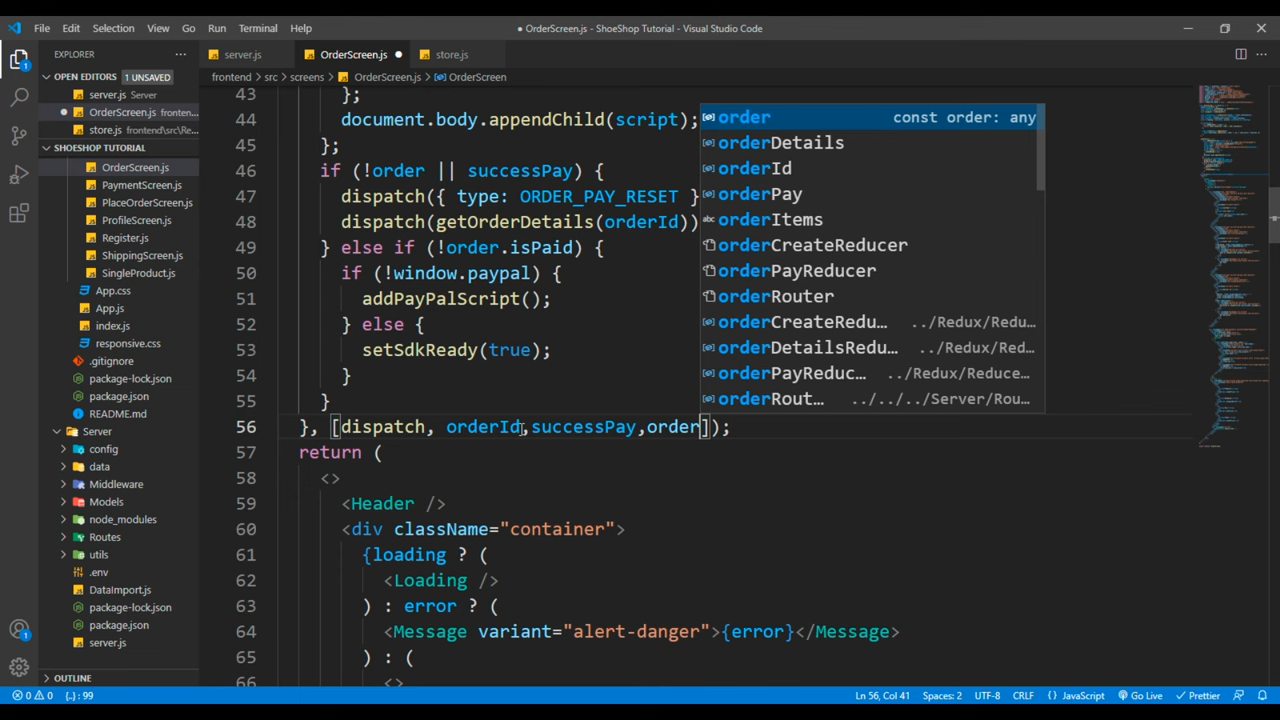 File Edit Selection View Go Run Terminal Help
● OrderScreen.js - ShoeShop Tutorial - Visual Studio Code
EXPLORER ···
server.js OrderScreen.js ● store.js
OPEN EDITORS 1 UNSAVED
frontend > src > screens > OrderScreen.js > OrderScreen
server.js Server
● OrderScreen.js fronten...
store.js frontend\src\Re...
SHOESHOP TUTORIAL
OrderScreen.js
PaymentScreen.js
PlaceOrderScreen.js
ProfileScreen.js
Register.js
ShippingScreen.js
SingleProduct.js
App.css
App.js
index.js
responsive.css
.gitignore
package-lock.json
package.json
README.md
Server
config
data
Middleware
Models
node_modules
Routes
utils
.env
DataImport.js
package-lock.json
package.json
server.js
OUTLINE
43 };
44 document.body.appendChild(script);
45 };
46 if (!order || successPay) {
47 dispatch({ type: ORDER_PAY_RESET }
48 dispatch(getOrderDetails(orderId))
49 } else if (!order.isPaid) {
50 if (!window.paypal) {
51 addPayPalScript();
52 } else {
53 setSdkReady(true);
54 }
55 }
56 }, [dispatch, orderId,successPay,order]);
57 return (
58 <>
59 <Header />
60 <div className="container">
61 {loading ? (
62 <Loading />
63 ) : error ? (
64 <Message variant="alert-danger">{error}</Message>
65 ) : (
66 <>
order const order: any
orderDetails
orderId
orderPay
abc orderItems
orderCreateReducer
orderPayReducer
orderRouter
orderCreateRedu... ../Redux/Redu...
orderDetailsRedu... ../Redux/Red...
orderPayReduc... ../Redux/Reduce...
orderRout... ../../../Server/Rou...
1
1
0 0 {..} : 99
Ln 56, Col 41 Spaces: 2 UTF-8 CRLF {} JavaScript Go Live Prettier